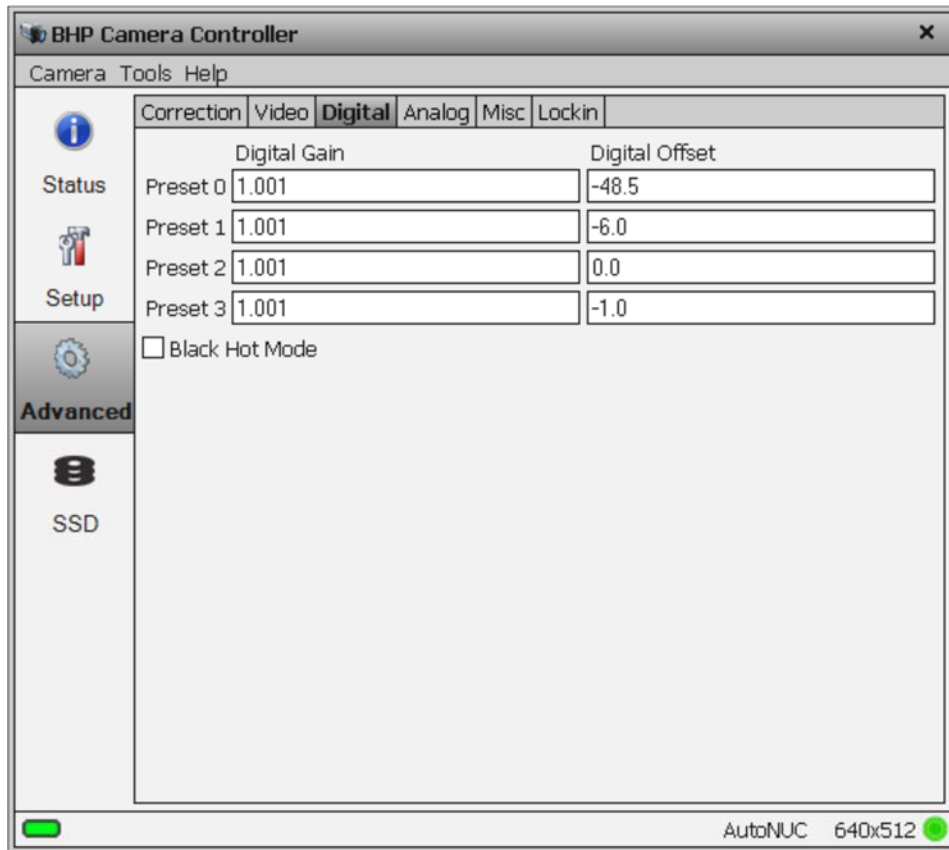 BHP Camera Controller
Camera Tools Help
Correction Video Digital Analog Misc Lockin
Status
Setup
Advanced
SSD
Digital Gain Digital Offset
Preset 0 1.001 -48.5
Preset 1 1.001 -6.0
Preset 2 1.001 0.0
Preset 3 1.001 -1.0
Black Hot Mode
AutoNUC 640x512